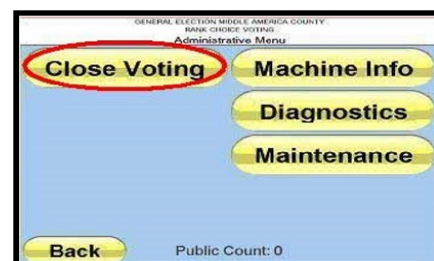 GENERAL ELECTION MIDDLE AMERICA COUNTY
RANK CHOICE VOTING
Administrative Menu
Close Voting
Machine Info
Diagnostics
Maintenance
Back
Public Count: 0